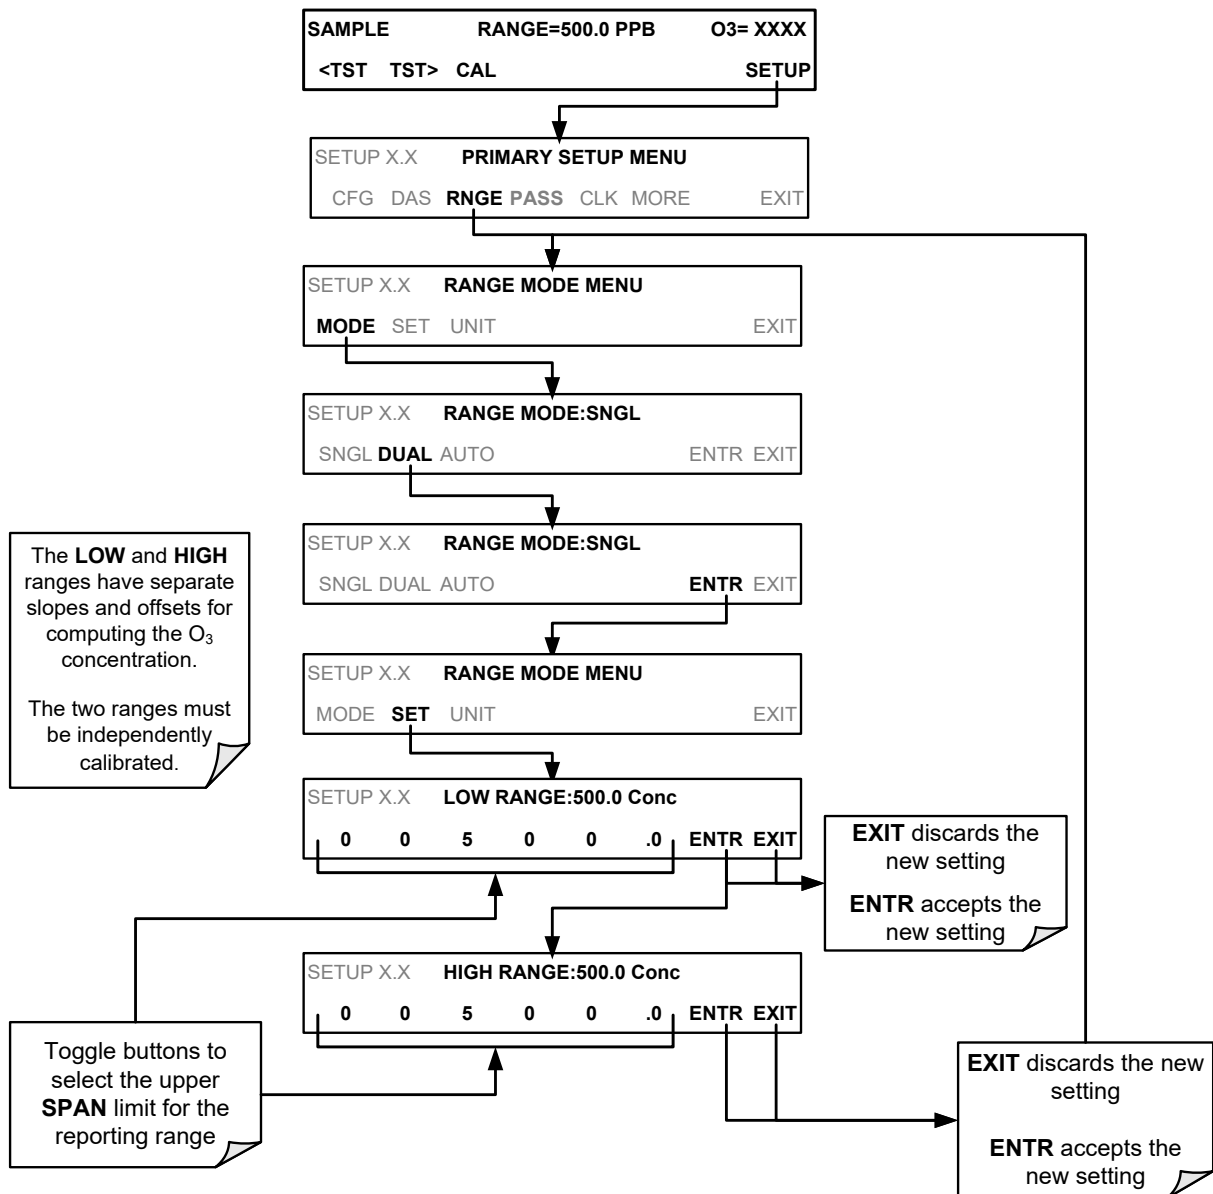 SAMPLE RANGE=500.0 PPB O3= XXXX
<TST TST> CAL SETUP
SETUP X.X PRIMARY SETUP MENU
CFG DAS RNGE PASS CLK MORE EXIT
SETUP X.X RANGE MODE MENU
MODE SET UNIT EXIT
SETUP X.X RANGE MODE:SNGL
SNGL DUAL AUTO ENTR EXIT
SETUP X.X RANGE MODE:SNGL
SNGL DUAL AUTO ENTR EXIT
The LOW and HIGH
ranges have separate
slopes and offsets for
computing the O₃
concentration.
The two ranges must
be independently
calibrated.
SETUP X.X RANGE MODE MENU
MODE SET UNIT EXIT
SETUP X.X LOW RANGE:500.0 Conc
0 0 5 0 0 .0 ENTR EXIT
EXIT discards the
new setting
ENTR accepts the
new setting
SETUP X.X HIGH RANGE:500.0 Conc
0 0 5 0 0 .0 ENTR EXIT
Toggle buttons to
select the upper
SPAN limit for the
reporting range
EXIT discards the new
setting
ENTR accepts the
new setting